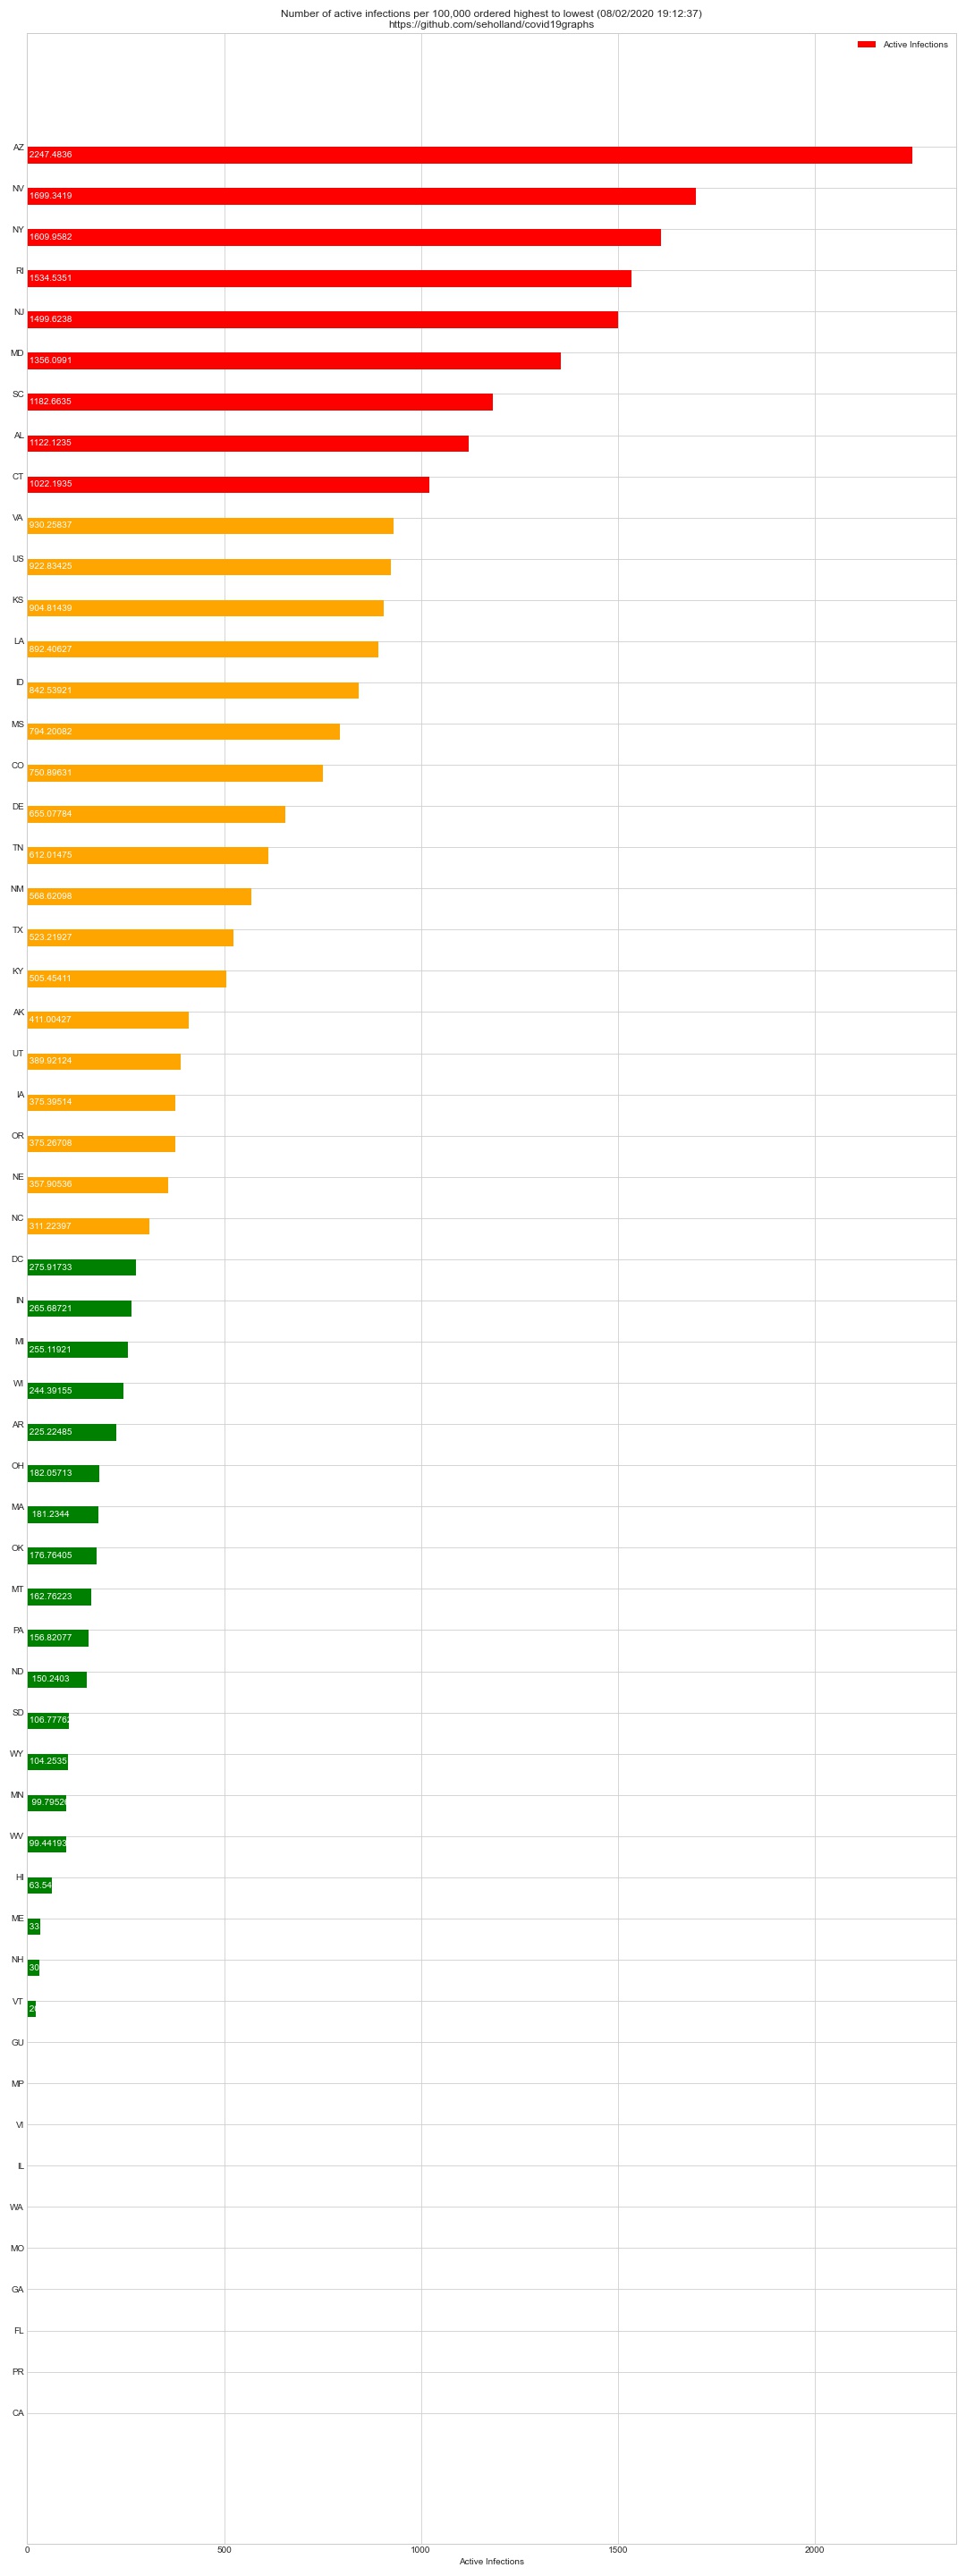 Number of active infections per 100,000 ordered highest to lowest (08/02/2020 19:12:37)
https://github.com/seholland/covid19graphs
Active Infections
AZ 2247.4836
NV 1699.3419
NY 1609.9582
RI 1534.5351
NJ 1499.6238
MD 1356.0991
SC 1182.6635
AL 1122.1235
CT 1022.1935
VA 930.25837
US 922.83425
KS 904.81439
LA 892.40627
ID 842.53921
MS 794.20082
CO 750.89631
DE 655.07784
TN 612.01475
NM 568.62098
TX 523.21927
KY 505.45411
AK 411.00427
UT 389.92124
IA 375.39514
OR 375.26708
NE 357.90536
NC 311.22397
DC 275.91733
IN 265.68721
MI 255.11921
WI 244.39155
AR 225.22485
OH 182.05713
MA 181.2344
OK 176.76405
MT 162.76223
PA 156.82077
ND 150.2403
SD 106.77762
WY 104.2535
MN 99.7952
WV 99.44193
HI 63.54
ME 33
NH 30
VT
GU
MP
VI
IL
WA
MO
GA
FL
PR
CA
0 500 1000 1500 2000
Active Infections